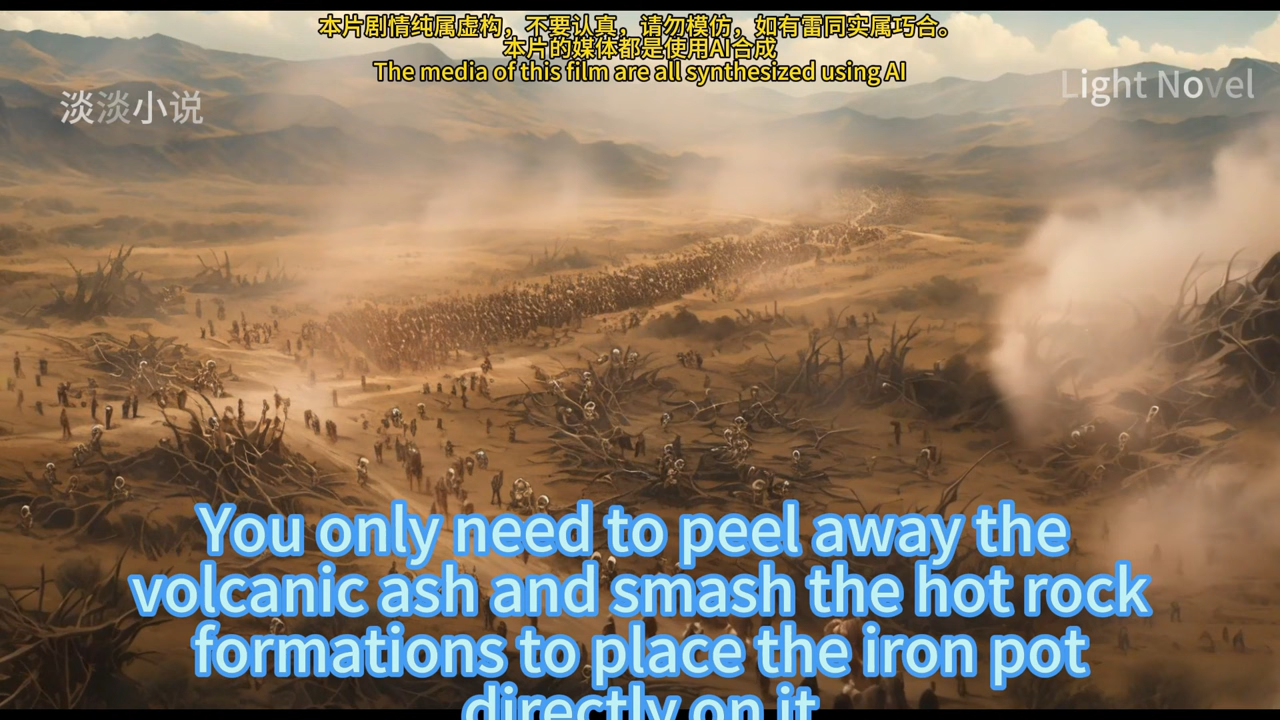 本片剧情纯属虚构，不要认真，请勿模仿，如有雷同实属巧合。
本片的媒体都是使用AI合成
The media of this film are all synthesized using AI
淡淡小说
Light Novel
You only need to peel away the
volcanic ash and smash the hot rock
formations to place the iron pot
directly on it